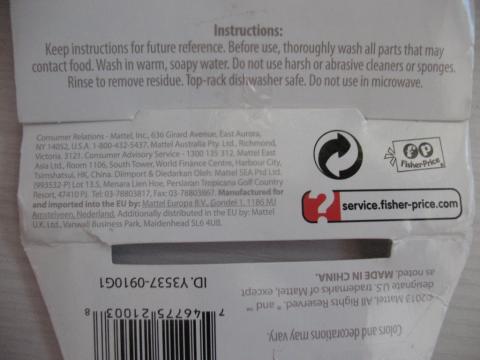 Instructions:
Keep instructions for future reference. Before use, thoroughly wash all parts that may
contact food. Wash in warm, soapy water. Do not use harsh or abrasive cleaners or sponges.
Rinse to remove residue. Top-rack dishwasher safe. Do not use in microwave.
Consumer Relations - Mattel, Inc., 636 Girard Avenue, East Aurora,
NY 14052, U.S.A. 1-800-432-5437. Mattel Australia Pty. Ltd., Richmond,
Victoria. 3121. Consumer Advisory Service - 1300 135 312. Mattel East
Asia Ltd., Room 1106, South Tower, World Finance Centre, Harbour City,
Tsimshatsui, HK, China. Diimport & Diedarkan Oleh: Mattel SEA Ptd Ltd.
(993532-P) Lot 13.5, Menara Lien Hoe, Persiaran Tropicana Golf Country
Resort, 47410 PJ. Tel: 03-78803817, Fax: 03-78803867. Manufactured for
and imported into the EU by: Mattel Europa B.V., Gondel 1, 1186 MJ
Amstelveen, Nederland. Additionally distributed in the EU by: Mattel
U.K. Ltd., Vanwall Business Park, Maidenhead SL6 4UB.
Fisher-Price
? service.fisher-price.com
ID. Y3537-0910G1
7 46775 21003 8
Colors and decorations may vary.
©2013 Mattel. All Rights Reserved. ® and ™
designate U.S. trademarks of Mattel, except
as noted. MADE IN CHINA.